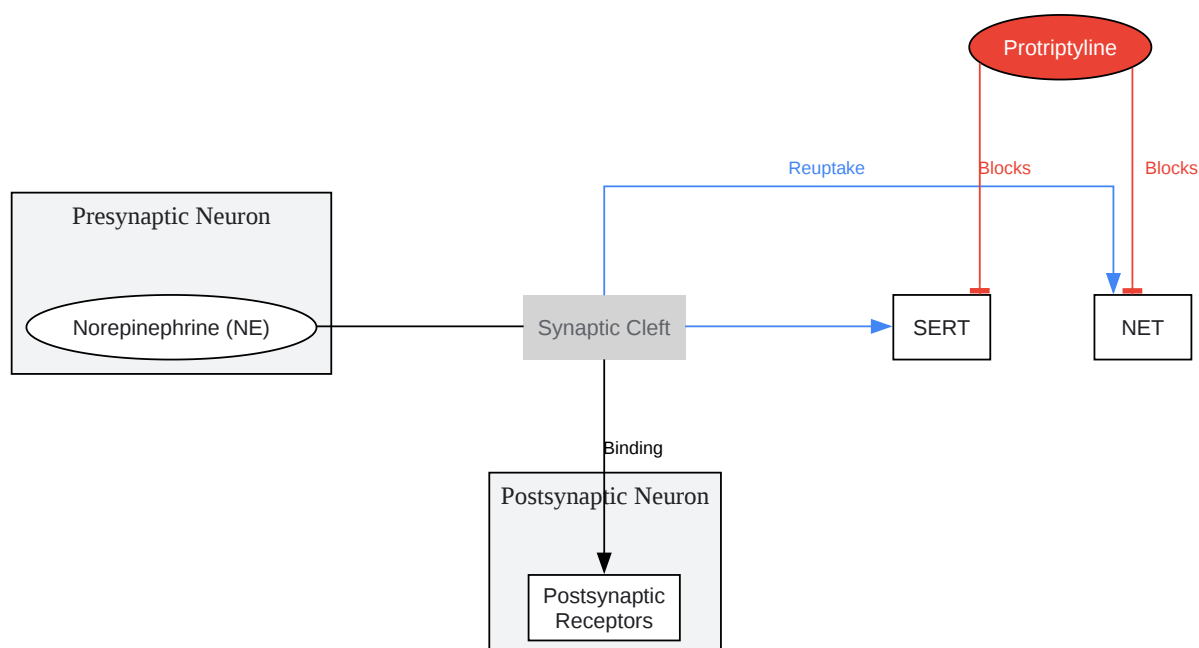 Protriptyline
Reuptake
Blocks
Blocks
Presynaptic Neuron
Norepinephrine (NE)
Synaptic Cleft
SERT
NET
Binding
Postsynaptic Neuron
Postsynaptic
Receptors